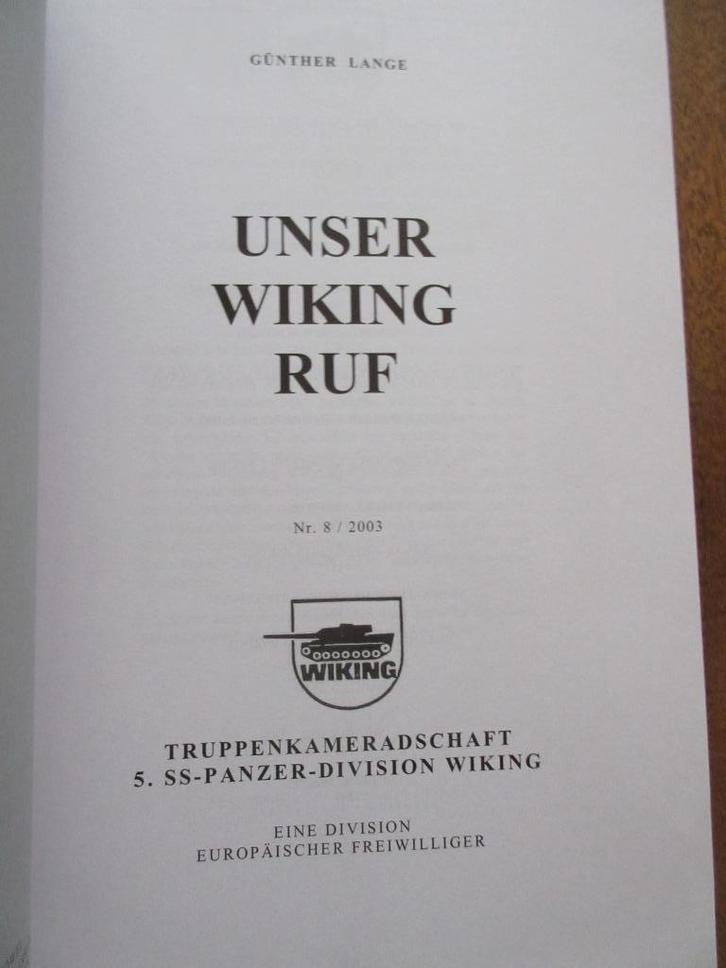 GÜNTHER LANGE
UNSER
WIKING
RUF
Nr. 8 / 2003
WIKING
TRUPPENKAMERADSCHAFT
5. SS-PANZER-DIVISION WIKING
EINE DIVISION
EUROPÄISCHER FREIWILLIGER